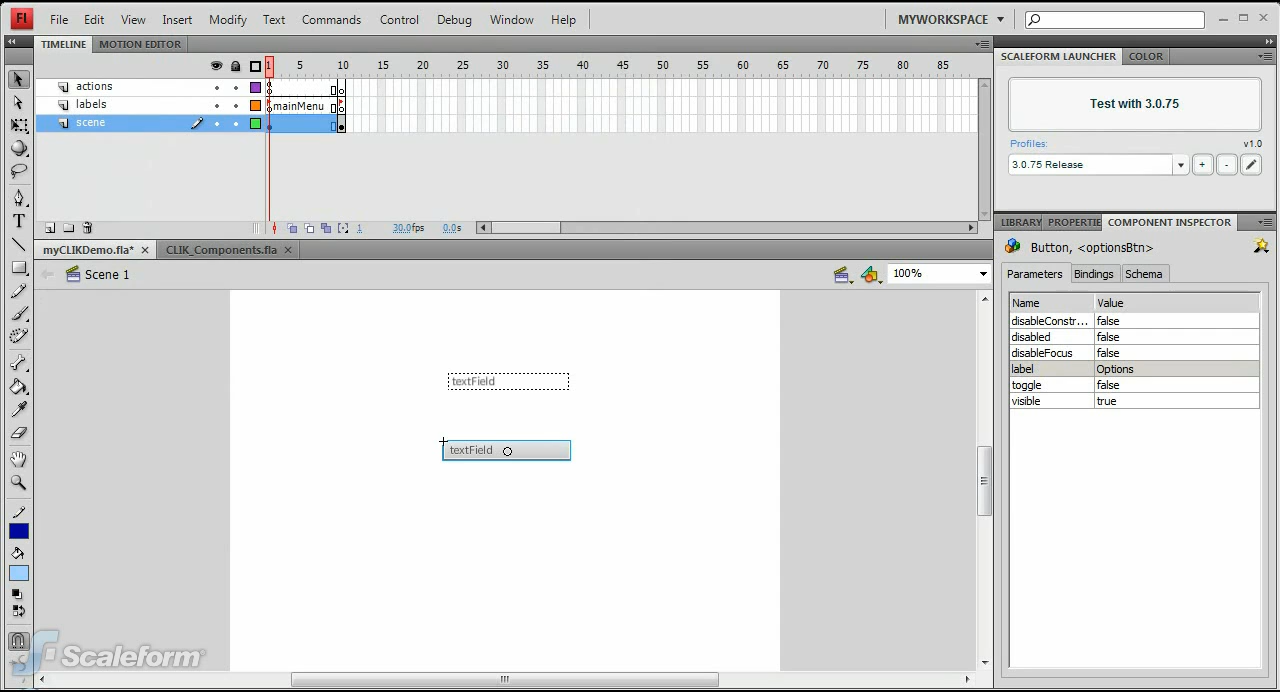 Fl File Edit View Insert Modify Text Commands Control Debug Window Help MYWORKSPACE
TIMELINE MOTION EDITOR
1 5 10 15 20 25 30 35 40 45 50 55 60 65 70 75 80 85
actions
labels mainMenu
scene
1 30.0fps 0.0s
myCLIKDemo.fla* CLIK_Components.fla
Scene 1 100%
textField
textField
Scaleform
SCALEFORM LAUNCHER COLOR
Test with 3.0.75
Profiles: v1.0
3.0.75 Release + -
LIBRARY PROPERTIE COMPONENT INSPECTOR
Button, <optionsBtn>
Parameters Bindings Schema
Name Value
disableConstr... false
disabled false
disableFocus false
label Options
toggle false
visible true